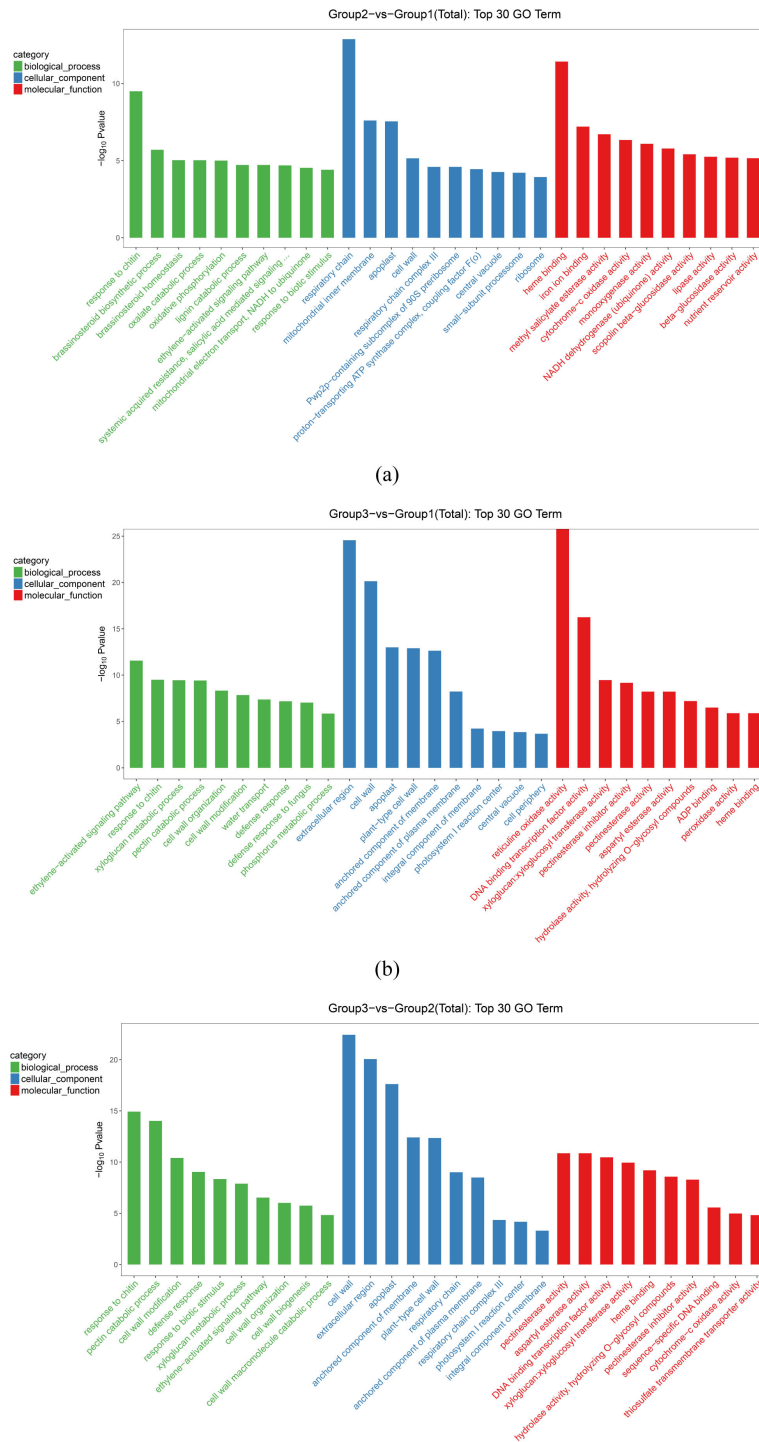 Group2-vs-Group1(Total): Top 30 GO Term
category
biological_process
cellular_component
molecular_function
-log10 Pvalue
10
5
0
response to chitin
brassinosteroid biosynthetic process
brassinosteroid homeostasis
oxalate catabolic process
oxidative phosphorylation
lignin catabolic process
ethylene-activated signaling pathway
systemic acquired resistance, salicylic acid mediated signaling ...
mitochondrial electron transport, NADH to ubiquinone
response to biotic stimulus
respiratory chain
mitochondrial inner membrane
apoplast
cell wall
respiratory chain complex III
Pwp2p-containing subcomplex of 90S preribosome
proton-transporting ATP synthase complex, coupling factor F(o)
central vacuole
small-subunit processome
ribosome
heme binding
iron ion binding
methyl salicylate esterase activity
cytochrome-c oxidase activity
monooxygenase activity
NADH dehydrogenase (ubiquinone) activity
scopolin beta-glucosidase activity
lipase activity
beta-glucosidase activity
nutrient reservoir activity
(a)
Group3-vs-Group1(Total): Top 30 GO Term
category
biological_process
cellular_component
molecular_function
-log10 Pvalue
25
20
15
10
5
0
ethylene-activated signaling pathway
response to chitin
xyloglucan metabolic process
pectin catabolic process
cell wall organization
cell wall modification
water transport
defense response
defense response to fungus
phosphorus metabolic process
extracellular region
cell wall
apoplast
plant-type cell wall
anchored component of membrane
anchored component of plasma membrane
integral component of membrane
photosystem I reaction center
central vacuole
cell periphery
reticuline oxidase activity
DNA binding transcription factor activity
xyloglucan:xyloglucosyl transferase activity
pectinesterase inhibitor activity
pectinesterase activity
aspartyl esterase activity
hydrolase activity, hydrolyzing O-glycosyl compounds
ADP binding
peroxidase activity
heme binding
(b)
Group3-vs-Group2(Total): Top 30 GO Term
category
biological_process
cellular_component
molecular_function
-log10 Pvalue
20
15
10
5
0
response to chitin
pectin catabolic process
cell wall modification
defense response
response to biotic stimulus
xyloglucan metabolic process
ethylene-activated signaling pathway
cell wall organization
cell wall biogenesis
cell wall macromolecule catabolic process
cell wall
extracellular region
apoplast
anchored component of membrane
plant-type cell wall
respiratory chain
anchored component of plasma membrane
respiratory chain complex III
photosystem I reaction center
integral component of membrane
pectinesterase activity
aspartyl esterase activity
DNA binding transcription factor activity
xyloglucan:xyloglucosyl transferase activity
heme binding
hydrolase activity, hydrolyzing O-glycosyl compounds
pectinesterase inhibitor activity
sequence-specific DNA binding
cytochrome-c oxidase activity
thiosulfate transmembrane transporter activity